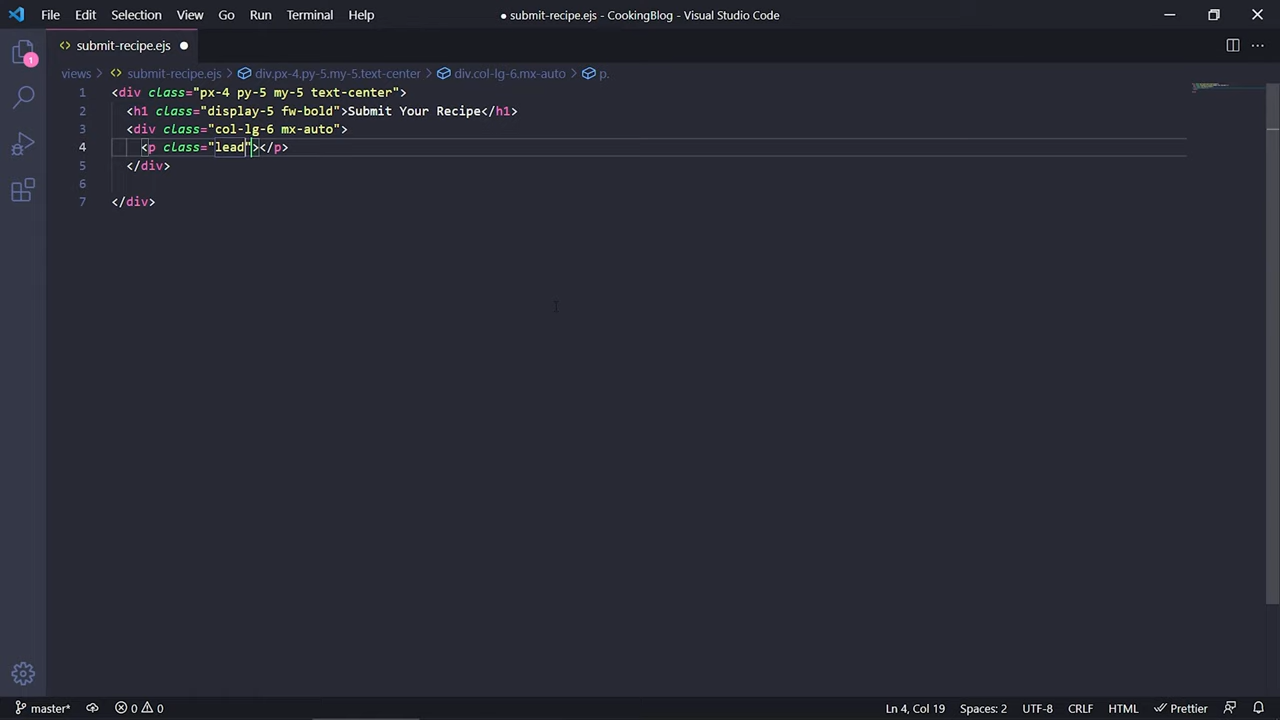 File Edit Selection View Go Run Terminal Help ● submit-recipe.ejs - CookingBlog - Visual Studio Code
<> submit-recipe.ejs ●
views > <> submit-recipe.ejs > div.px-4.py-5.my-5.text-center > div.col-lg-6.mx-auto > p.
1 <div class="px-4 py-5 my-5 text-center">
2 <h1 class="display-5 fw-bold">Submit Your Recipe</h1>
3 <div class="col-lg-6 mx-auto">
4 <p class="lead"></p>
5 </div>
6
7 </div>
1
master* 0 0 Ln 4, Col 19 Spaces: 2 UTF-8 CRLF HTML Prettier